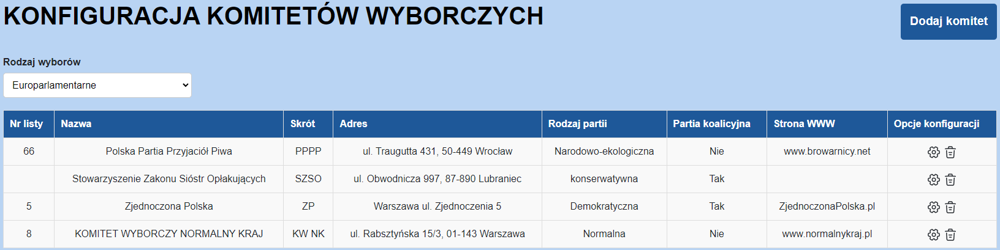 KONFIGURACJA KOMITETÓW WYBORCZYCH
Dodaj komitet
Rodzaj wyborów
Europarlamentarne
Nr listy Nazwa Skrót Adres Rodzaj partii Partia koalicyjna Strona WWW Opcje konfiguracji
66 Polska Partia Przyjaciół Piwa PPPP ul. Traugutta 431, 50-449 Wrocław Narodowo-ekologiczna Nie www.browarnicy.net
Stowarzyszenie Zakonu Sióstr Opłakujących SZSO ul. Obwodnicza 997, 87-890 Lubraniec konserwatywna Tak
5 Zjednoczona Polska ZP Warszawa ul. Zjednoczenia 5 Demokratyczna Tak ZjednoczonaPolska.pl
8 KOMITET WYBORCZY NORMALNY KRAJ KW NK ul. Rabsztyńska 15/3, 01-143 Warszawa Normalna Nie www.normalnykraj.pl